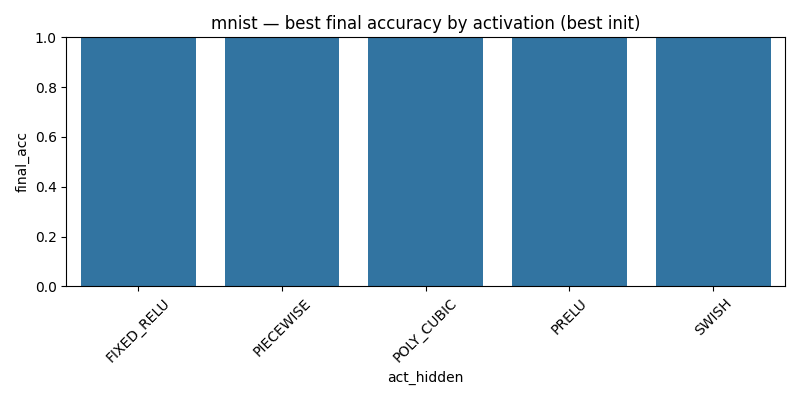 mnist — best final accuracy by activation (best init)
1.0
0.8
0.6
0.4
0.2
0.0
final_acc
FIXED_RELU
PIECEWISE
POLY_CUBIC
PRELU
SWISH
act_hidden